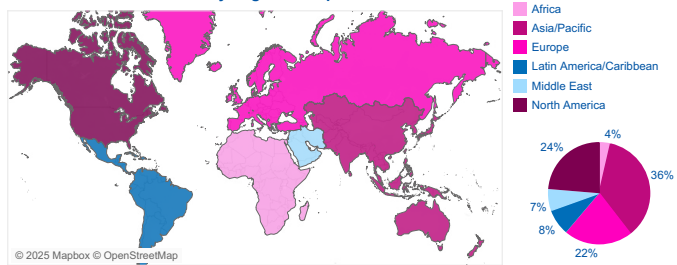 Africa
Asia/Pacific
Europe
Latin America/Caribbean
Middle East
North America
4%
24%
36%
7%
8%
22%
© 2025 Mapbox © OpenStreetMap